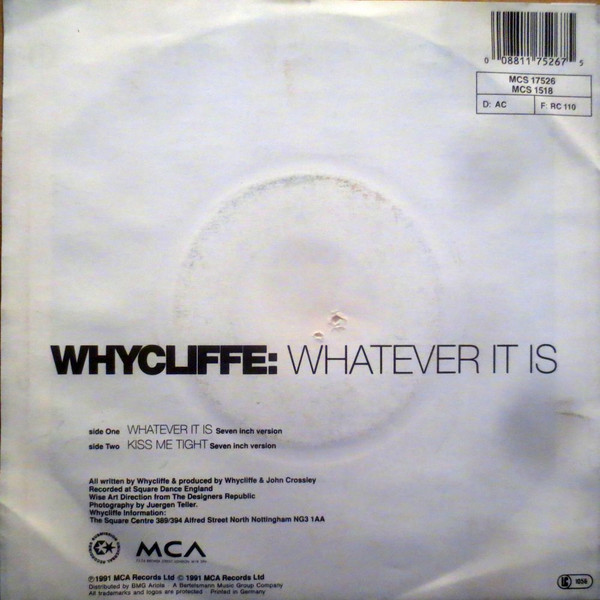 0 08811 75267 5
MCS 17526
MCS 1518
D: AC F: RC 110
WHYCLIFFE: WHATEVER IT IS
side One WHATEVER IT IS Seven inch version
side Two KISS ME TIGHT Seven inch version
All written by Whycliffe & produced by Whycliffe & John Crossley
Recorded at Square Dance England
Wise Art Direction from The Designers Republic
Photography by Juergen Teller.
Whycliffe Information:
The Square Centre 389/394 Alfred Street North Nottingham NG3 1AA
MCA
℗ 1991 MCA Records Ltd © 1991 MCA Records Ltd
Distributed by BMG Ariola A Bertelsmann Music Group Company
All trademarks and logos are protected · Printed in Germany
LC 1056